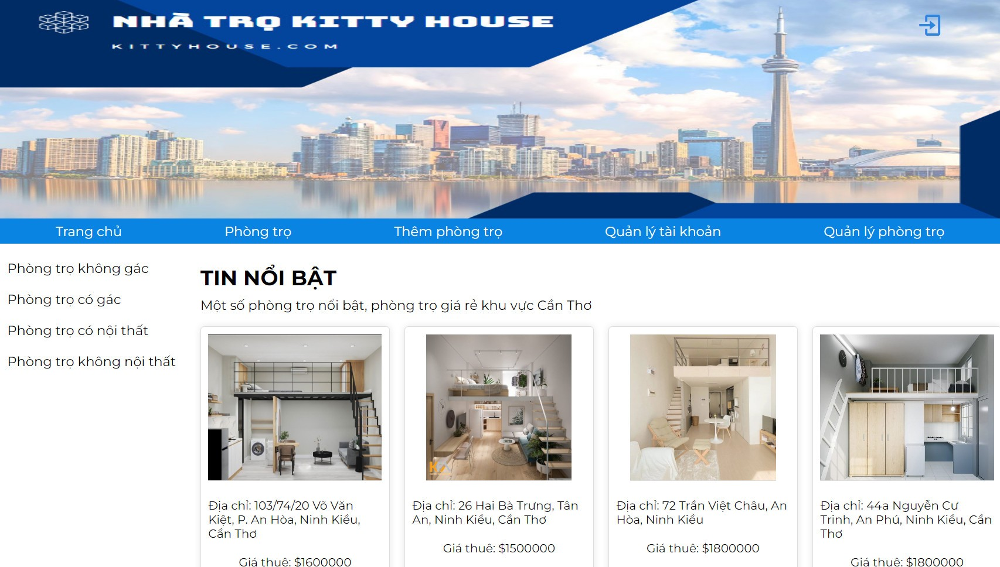 NHÀ TRỌ KITTY HOUSE
KITTYHOUSE.COM
Trang chủ
Phòng trọ
Thêm phòng trọ
Quản lý tài khoản
Quản lý phòng trọ
Phòng trọ không gác
Phòng trọ có gác
Phòng trọ có nội thất
Phòng trọ không nội thất
TIN NỔI BẬT
Một số phòng trọ nổi bật, phòng trọ giá rẻ khu vực Cần Thơ
Địa chỉ: 103/74/20 Võ Văn
Kiệt, P. An Hòa, Ninh Kiều,
Cần Thơ
Giá thuê: $1600000
Địa chỉ: 26 Hai Bà Trưng, Tân
An, Ninh Kiều, Cần Thơ
Giá thuê: $1500000
Địa chỉ: 72 Trần Việt Châu, An
Hòa, Ninh Kiều
Giá thuê: $1800000
Địa chỉ: 44a Nguyễn Cư
Trinh, An Phú, Ninh Kiều, Cần
Thơ
Giá thuê: $1800000